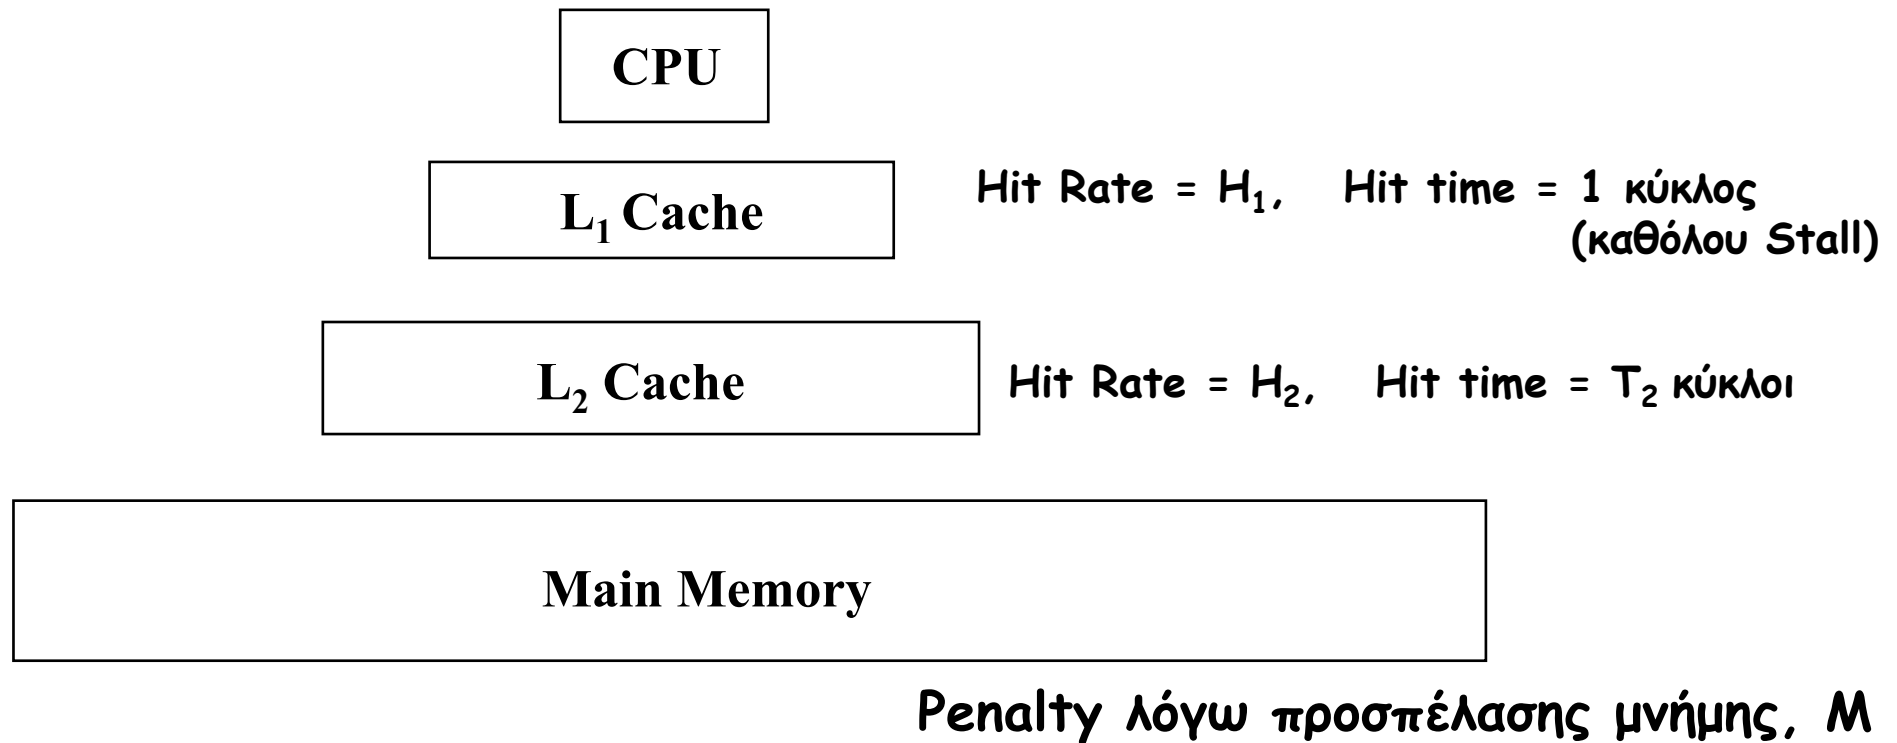 CPU
L₁ Cache
Hit Rate = H₁, Hit time = 1 κύκλος
(καθόλου Stall)
L₂ Cache
Hit Rate = H₂, Hit time = T₂ κύκλοι
Main Memory
Penalty λόγω προσπέλασης μνήμης, M